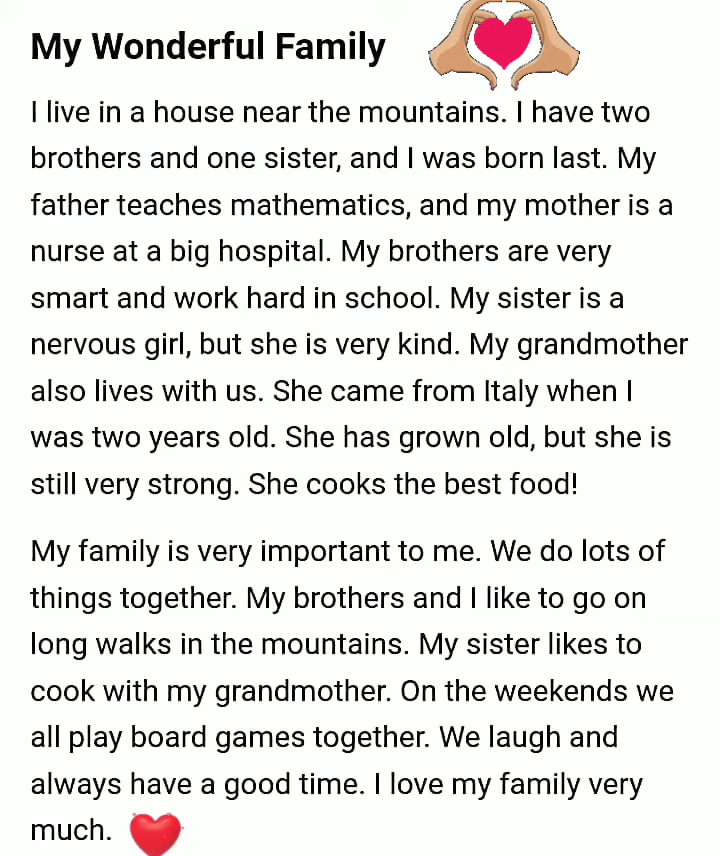 My Wonderful Family
I live in a house near the mountains. I have two
brothers and one sister, and I was born last. My
father teaches mathematics, and my mother is a
nurse at a big hospital. My brothers are very
smart and work hard in school. My sister is a
nervous girl, but she is very kind. My grandmother
also lives with us. She came from Italy when I
was two years old. She has grown old, but she is
still very strong. She cooks the best food!
My family is very important to me. We do lots of
things together. My brothers and I like to go on
long walks in the mountains. My sister likes to
cook with my grandmother. On the weekends we
all play board games together. We laugh and
always have a good time. I love my family very
much.